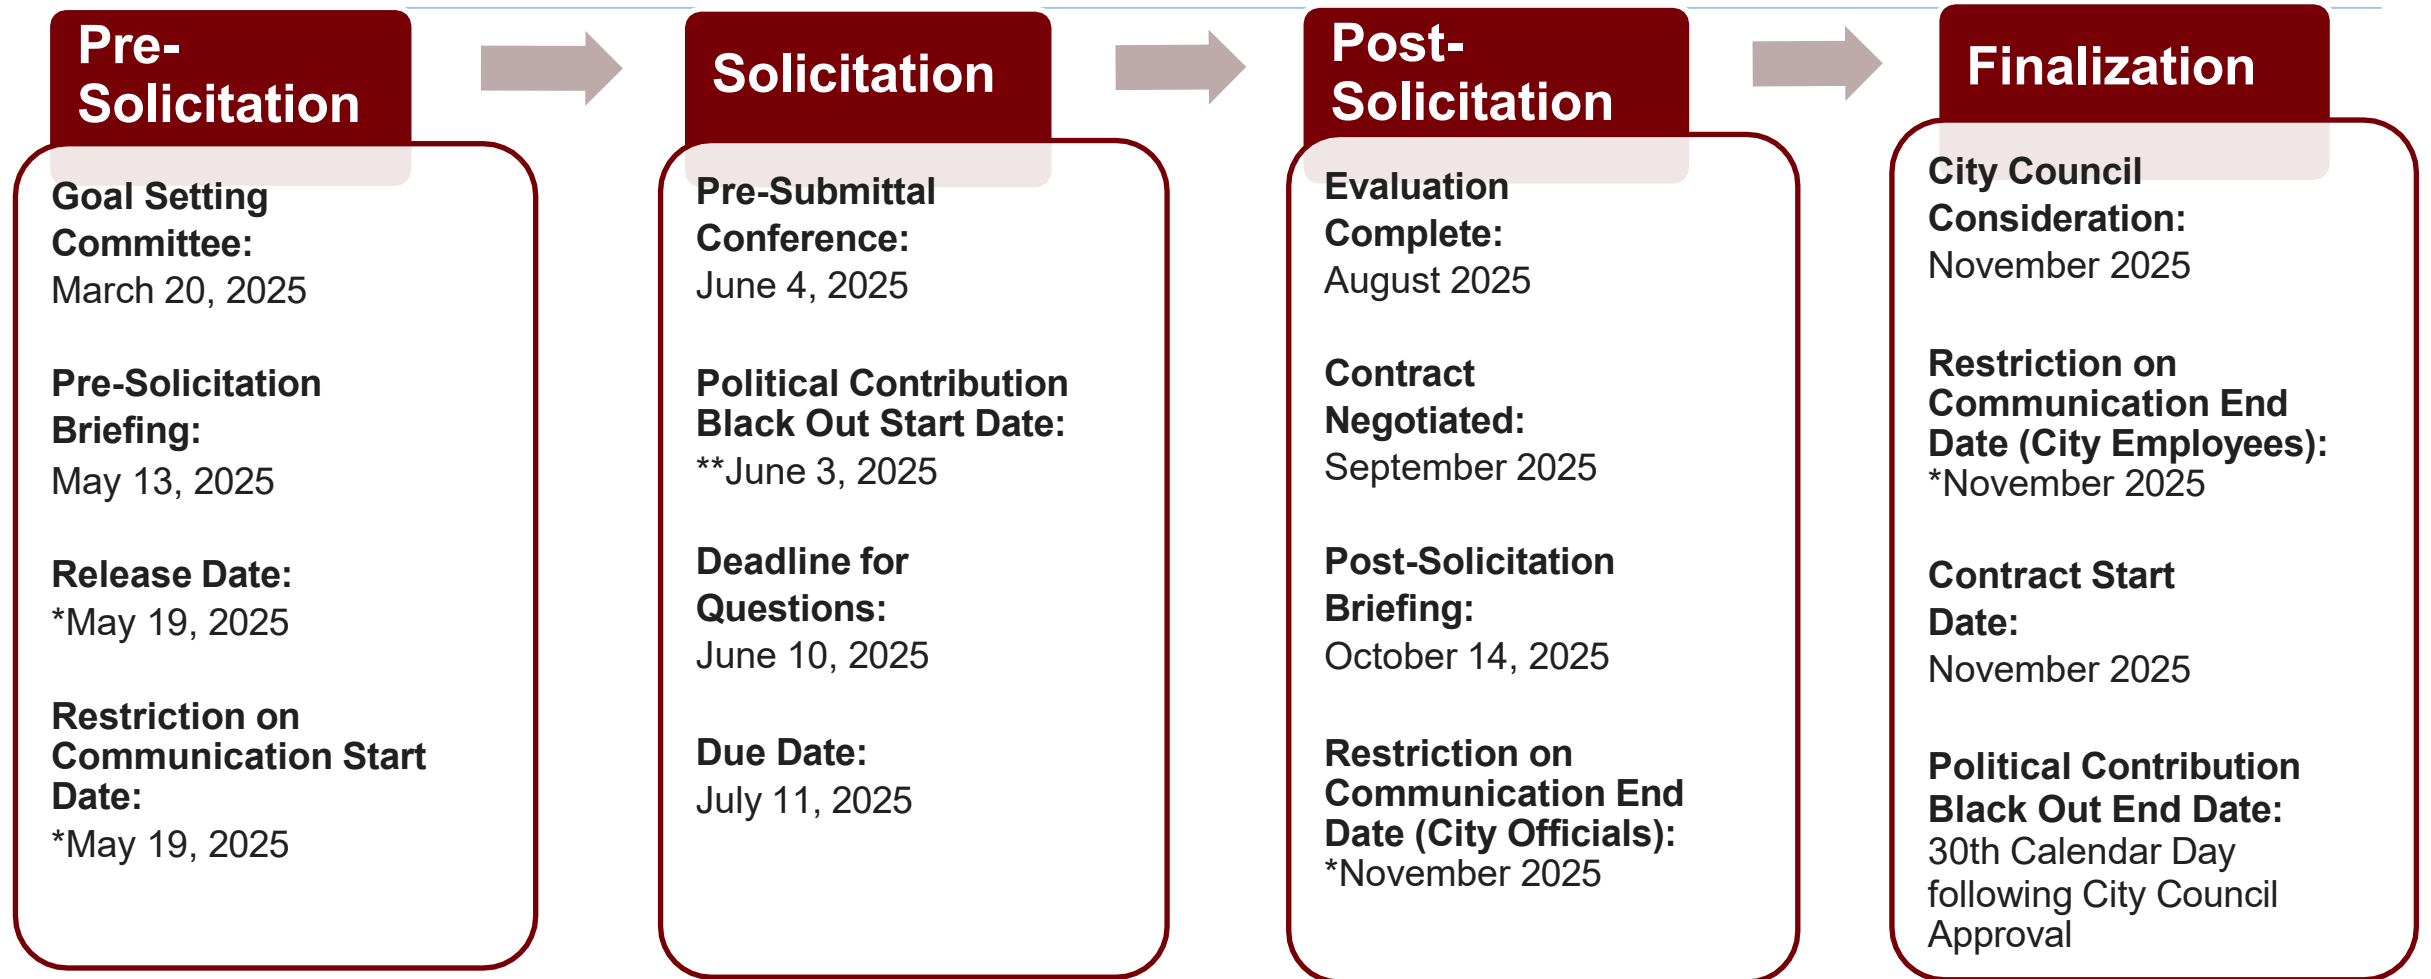 Pre-
Solicitation
Goal Setting
Committee:
March 20, 2025
Pre-Solicitation
Briefing:
May 13, 2025
Release Date:
*May 19, 2025
Restriction on
Communication Start
Date:
*May 19, 2025
Solicitation
Pre-Submittal
Conference:
June 4, 2025
Political Contribution
Black Out Start Date:
**June 3, 2025
Deadline for
Questions:
June 10, 2025
Due Date:
July 11, 2025
Post-
Solicitation
Evaluation
Complete:
August 2025
Contract
Negotiated:
September 2025
Post-Solicitation
Briefing:
October 14, 2025
Restriction on
Communication End
Date (City Officials):
*November 2025
Finalization
City Council
Consideration:
November 2025
Restriction on
Communication End
Date (City Employees):
*November 2025
Contract Start
Date:
November 2025
Political Contribution
Black Out End Date:
30th Calendar Day
following City Council
Approval